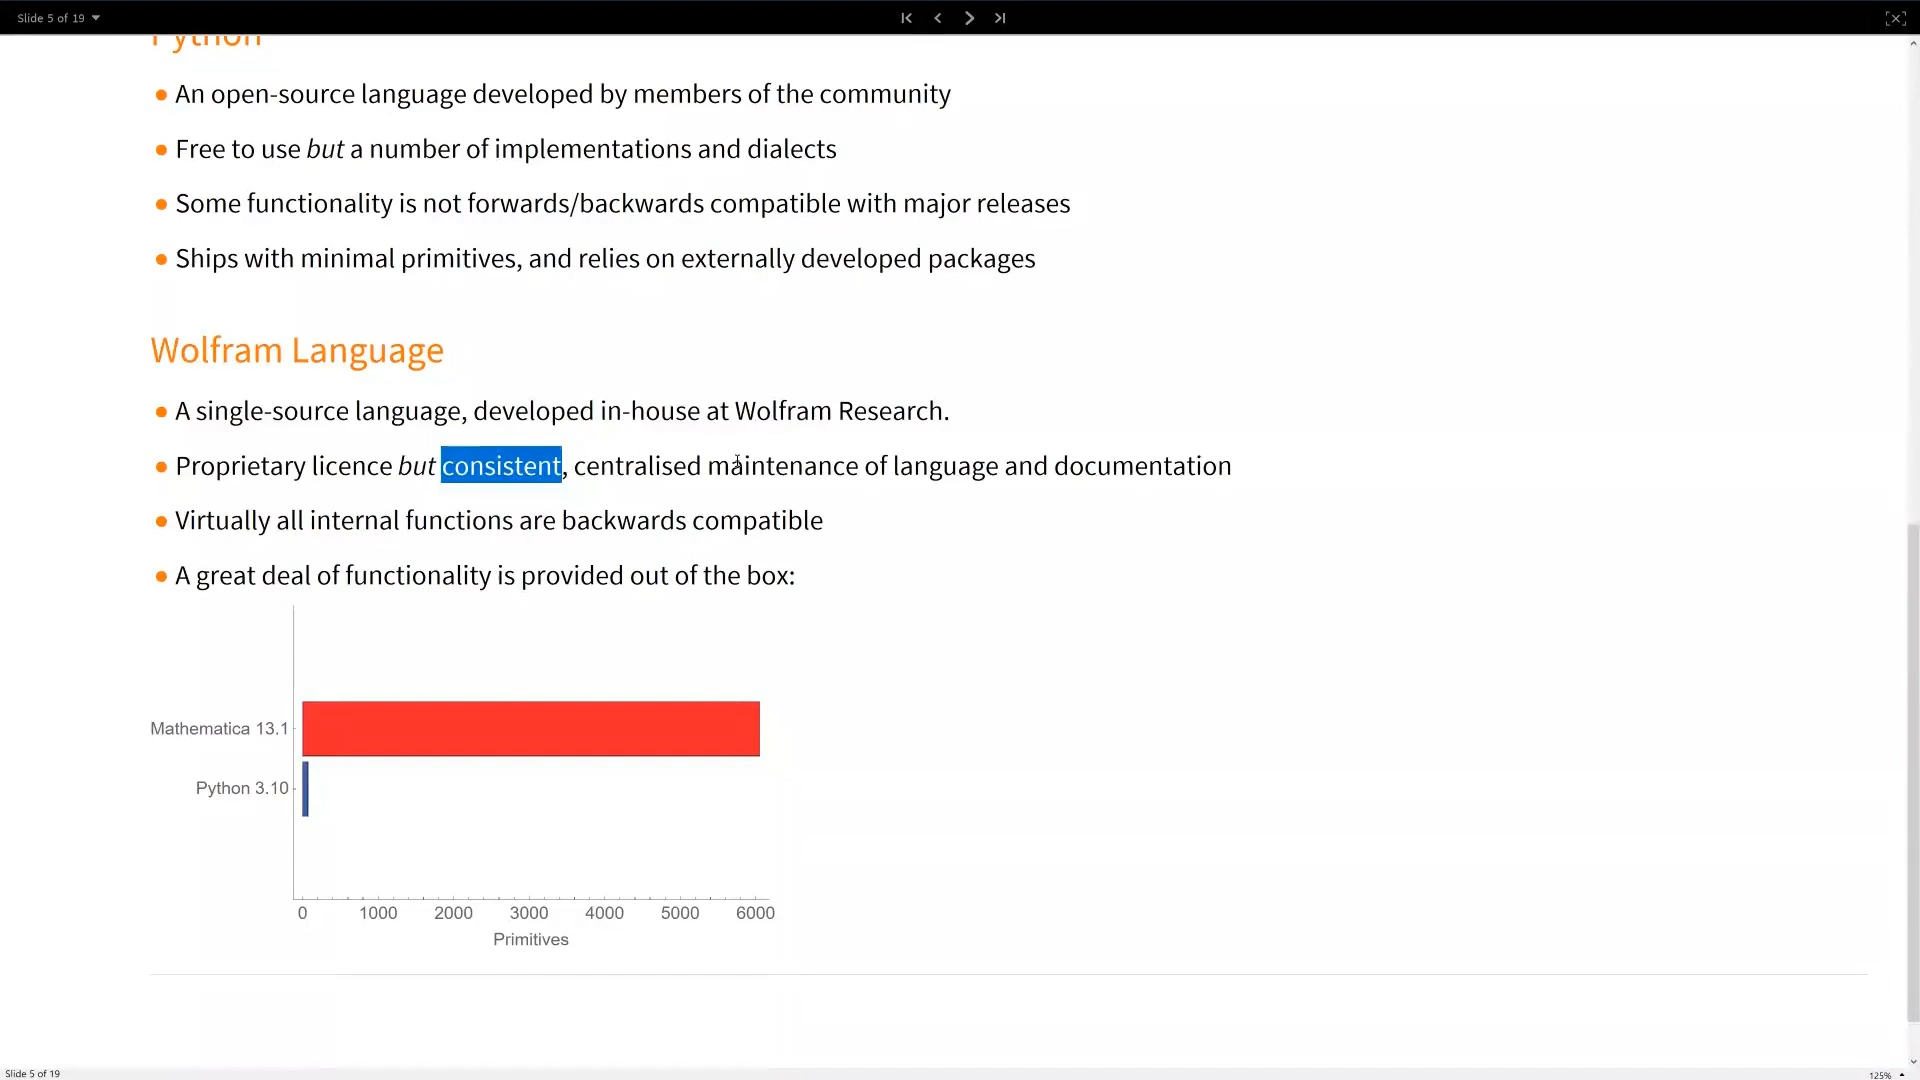 Slide 5 of 19
Python
An open-source language developed by members of the community
Free to use but a number of implementations and dialects
Some functionality is not forwards/backwards compatible with major releases
Ships with minimal primitives, and relies on externally developed packages
Wolfram Language
A single-source language, developed in-house at Wolfram Research.
Proprietary licence but consistent, centralised maintenance of language and documentation
Virtually all internal functions are backwards compatible
A great deal of functionality is provided out of the box:
Mathematica 13.1
Python 3.10
0 1000 2000 3000 4000 5000 6000
Primitives
Slide 5 of 19
125%